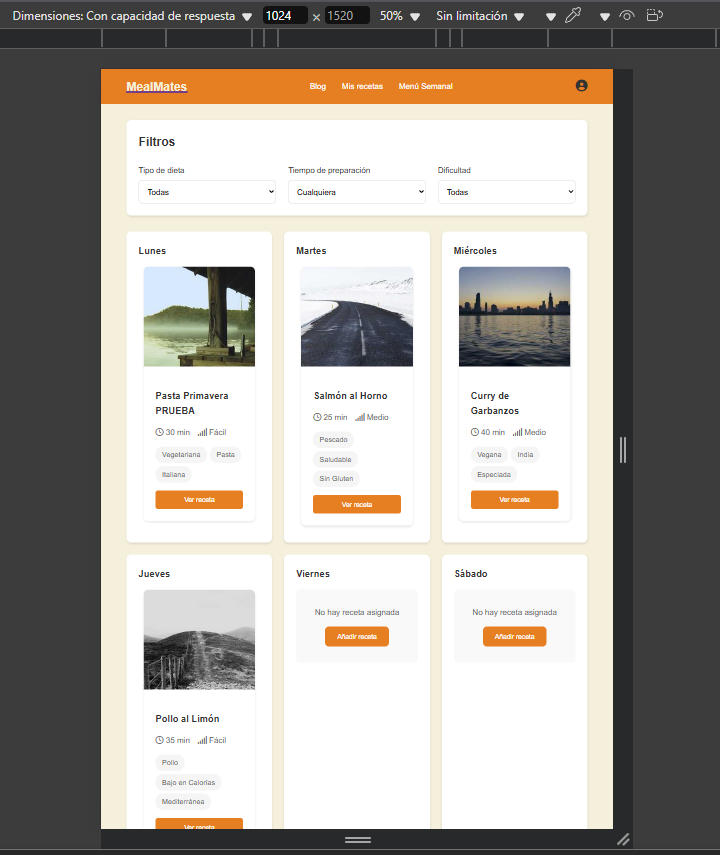 Dimensiones: Con capacidad de respuesta 1024 × 1520 50% Sin limitación
MealMates Blog Mis recetas Menú Semanal
Filtros
Tipo de dieta Tiempo de preparación Dificultad
Todas Cualquiera Todas
Lunes Martes Miércoles
Pasta Primavera PRUEBA
30 min Fácil
Vegetariana Pasta
Italiana
Ver receta
Salmón al Horno
25 min Medio
Pescado
Saludable
Sin Gluten
Ver receta
Curry de Garbanzos
40 min Medio
Vegana India
Especiada
Ver receta
Jueves Viernes Sábado
Pollo al Limón
35 min Fácil
Pollo
Bajo en Calorías
Mediterránea
Ver receta
No hay receta asignada
Añadir receta
No hay receta asignada
Añadir receta